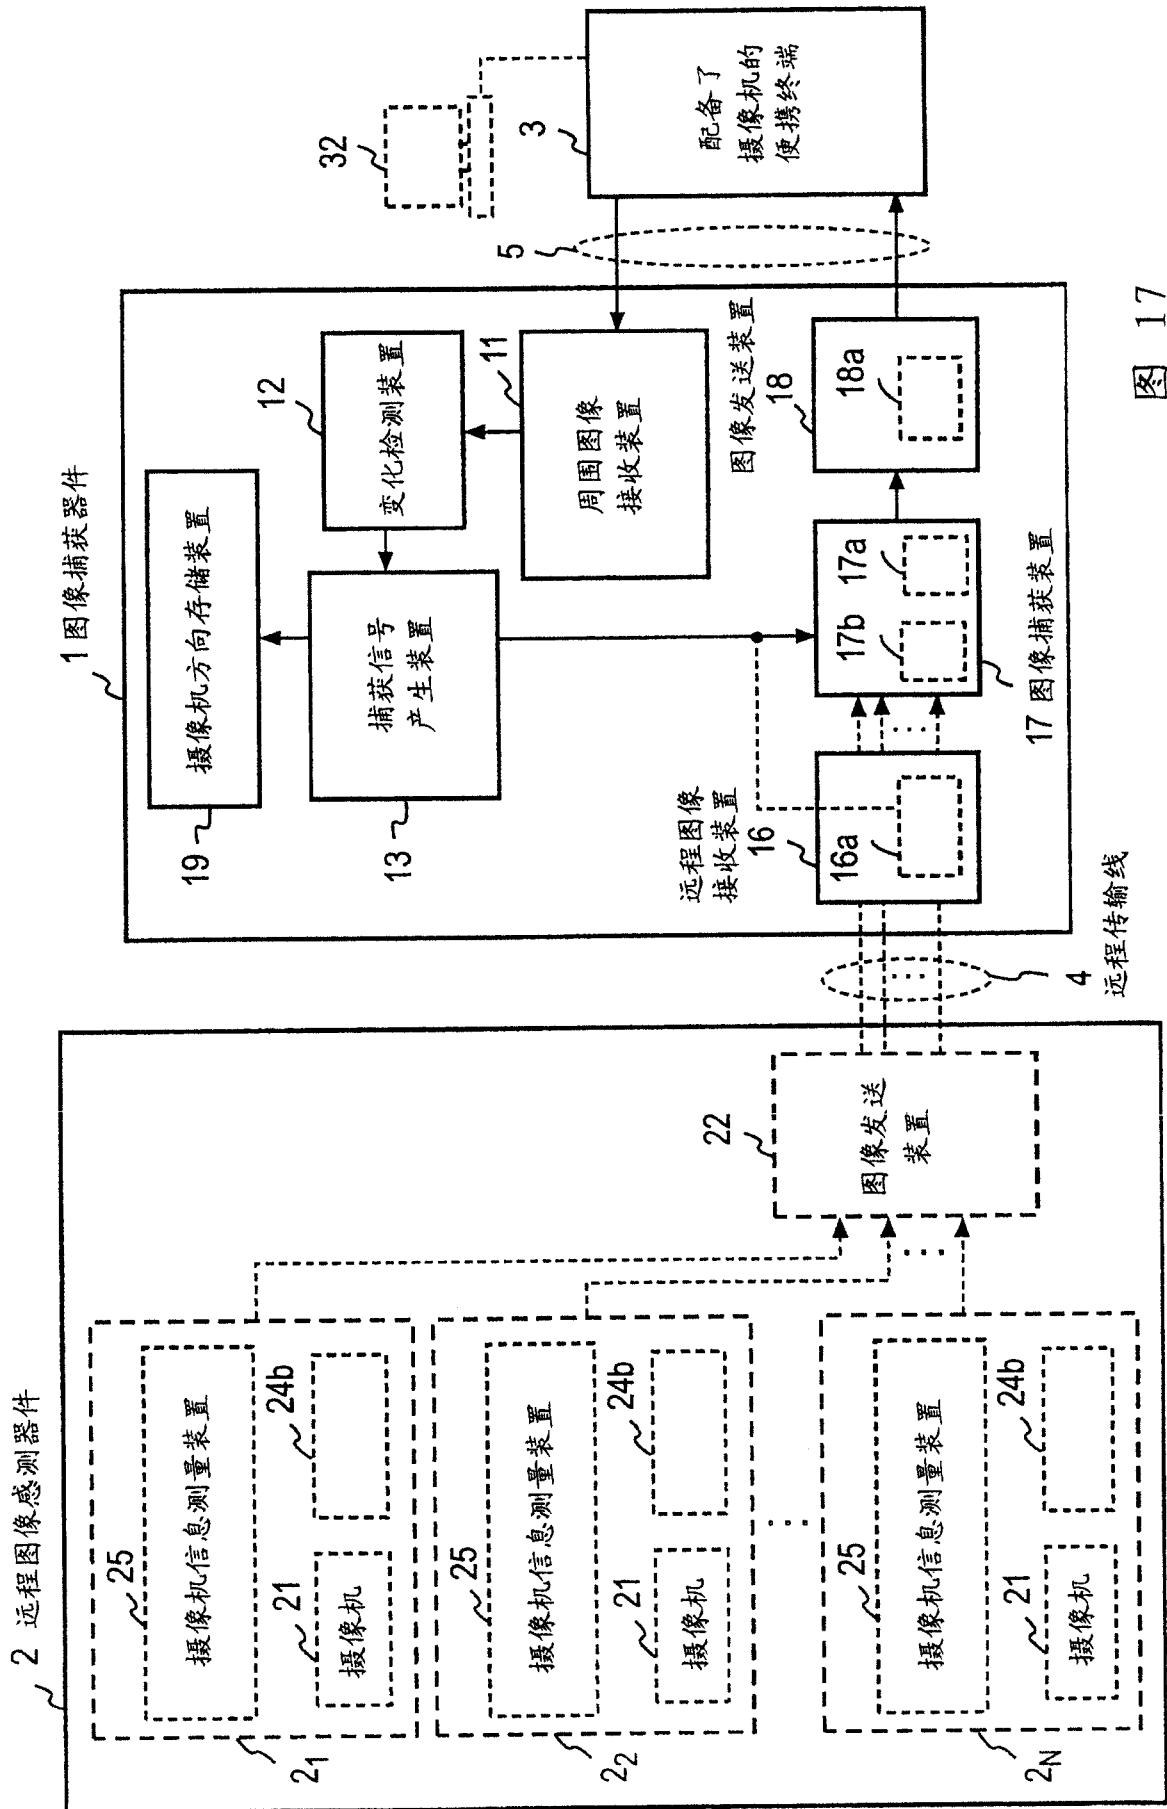 2 远程图像感测器件
25
摄像机信息测量装置
21
摄像机
24b
2₁
25
摄像机信息测量装置
21
摄像机
24b
2₂
25
摄像机信息测量装置
21
摄像机
24b
2N
22
图像发送
装置
4
远程传输线
1 图像捕获器件
19
摄像机方向存储装置
13
捕获信号
产生装置
12
变化检测装置
11
周围图像
接收装置
远程图像
接收装置
16
16a
17 图像捕获装置
17b
17a
图像发送装置
18
18a
5
32
3
配备了
摄像机的
便携终端
图 17